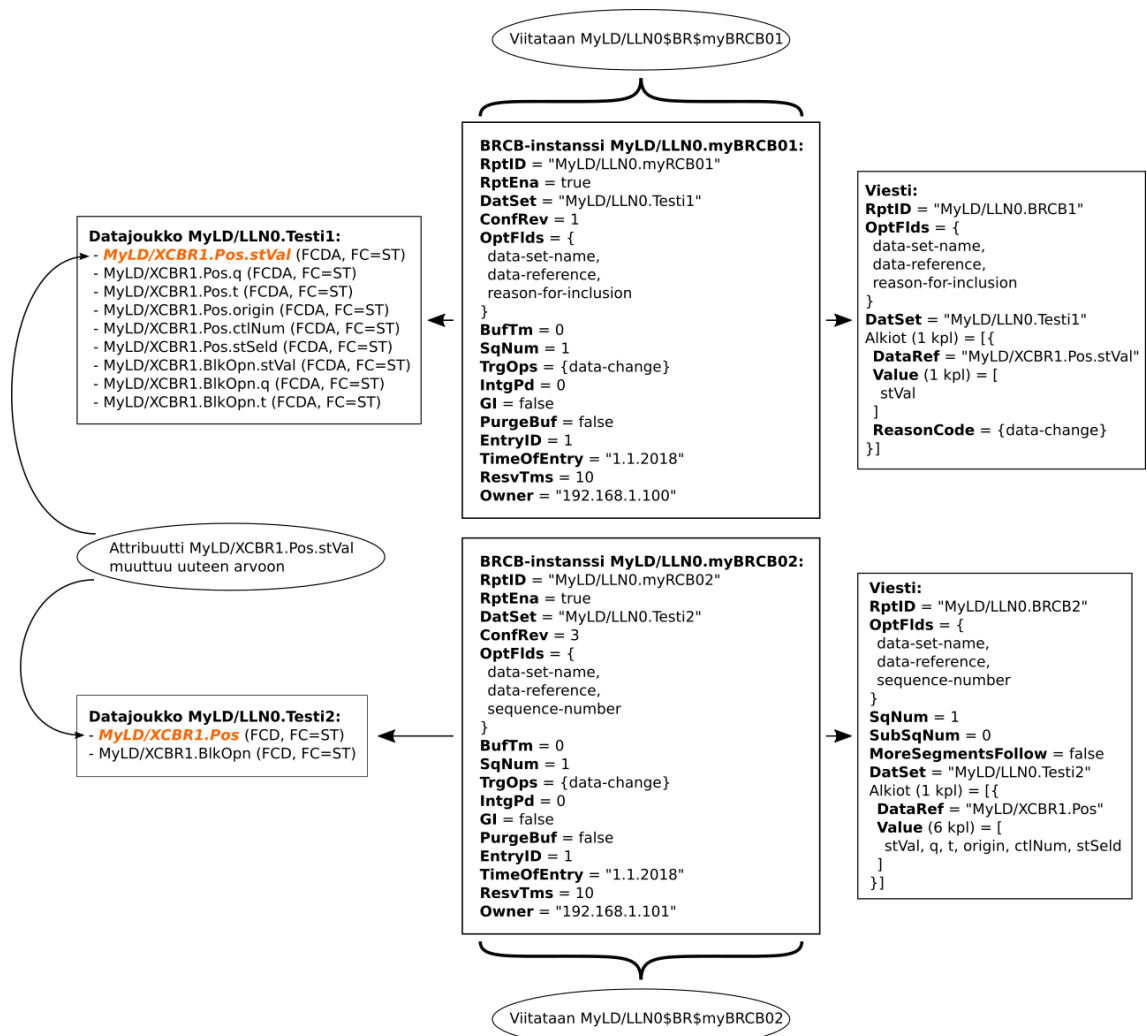 Viitataan MyLD/LLN0$BR$myBRCB01
BRCB-instanssi MyLD/LLN0.myBRCB01:
RptID = "MyLD/LLN0.myRCB01"
RptEna = true
DatSet = "MyLD/LLN0.Testi1"
ConfRev = 1
OptFlds = {
data-set-name,
data-reference,
reason-for-inclusion
}
BufTm = 0
SqNum = 1
TrgOps = {data-change}
IntgPd = 0
GI = false
PurgeBuf = false
EntryID = 1
TimeOfEntry = "1.1.2018"
ResvTms = 10
Owner = "192.168.1.100"
Datajoukko MyLD/LLN0.Testi1:
- MyLD/XCBR1.Pos.stVal (FCDA, FC=ST)
- MyLD/XCBR1.Pos.q (FCDA, FC=ST)
- MyLD/XCBR1.Pos.t (FCDA, FC=ST)
- MyLD/XCBR1.Pos.origin (FCDA, FC=ST)
- MyLD/XCBR1.Pos.ctlNum (FCDA, FC=ST)
- MyLD/XCBR1.Pos.stSeld (FCDA, FC=ST)
- MyLD/XCBR1.BlkOpn.stVal (FCDA, FC=ST)
- MyLD/XCBR1.BlkOpn.q (FCDA, FC=ST)
- MyLD/XCBR1.BlkOpn.t (FCDA, FC=ST)
Viesti:
RptID = "MyLD/LLN0.BRCB1"
OptFlds = {
data-set-name,
data-reference,
reason-for-inclusion
}
DatSet = "MyLD/LLN0.Testi1"
Alkiot (1 kpl) = [{
DataRef = "MyLD/XCBR1.Pos.stVal"
Value (1 kpl) = [
stVal
]
ReasonCode = {data-change}
}]
Attribuutti MyLD/XCBR1.Pos.stVal
muuttuu uuteen arvoon
BRCB-instanssi MyLD/LLN0.myBRCB02:
RptID = "MyLD/LLN0.myRCB02"
RptEna = true
DatSet = "MyLD/LLN0.Testi2"
ConfRev = 3
OptFlds = {
data-set-name,
data-reference,
sequence-number
}
BufTm = 0
SqNum = 1
TrgOps = {data-change}
IntgPd = 0
GI = false
PurgeBuf = false
EntryID = 1
TimeOfEntry = "1.1.2018"
ResvTms = 10
Owner = "192.168.1.101"
Datajoukko MyLD/LLN0.Testi2:
- MyLD/XCBR1.Pos (FCD, FC=ST)
- MyLD/XCBR1.BlkOpn (FCD, FC=ST)
Viesti:
RptID = "MyLD/LLN0.BRCB2"
OptFlds = {
data-set-name,
data-reference,
sequence-number
}
SqNum = 1
SubSqNum = 0
MoreSegmentsFollow = false
DatSet = "MyLD/LLN0.Testi2"
Alkiot (1 kpl) = [{
DataRef = "MyLD/XCBR1.Pos"
Value (6 kpl) = [
stVal, q, t, origin, ctlNum, stSeld
]
}]
Viitataan MyLD/LLN0$BR$myBRCB02